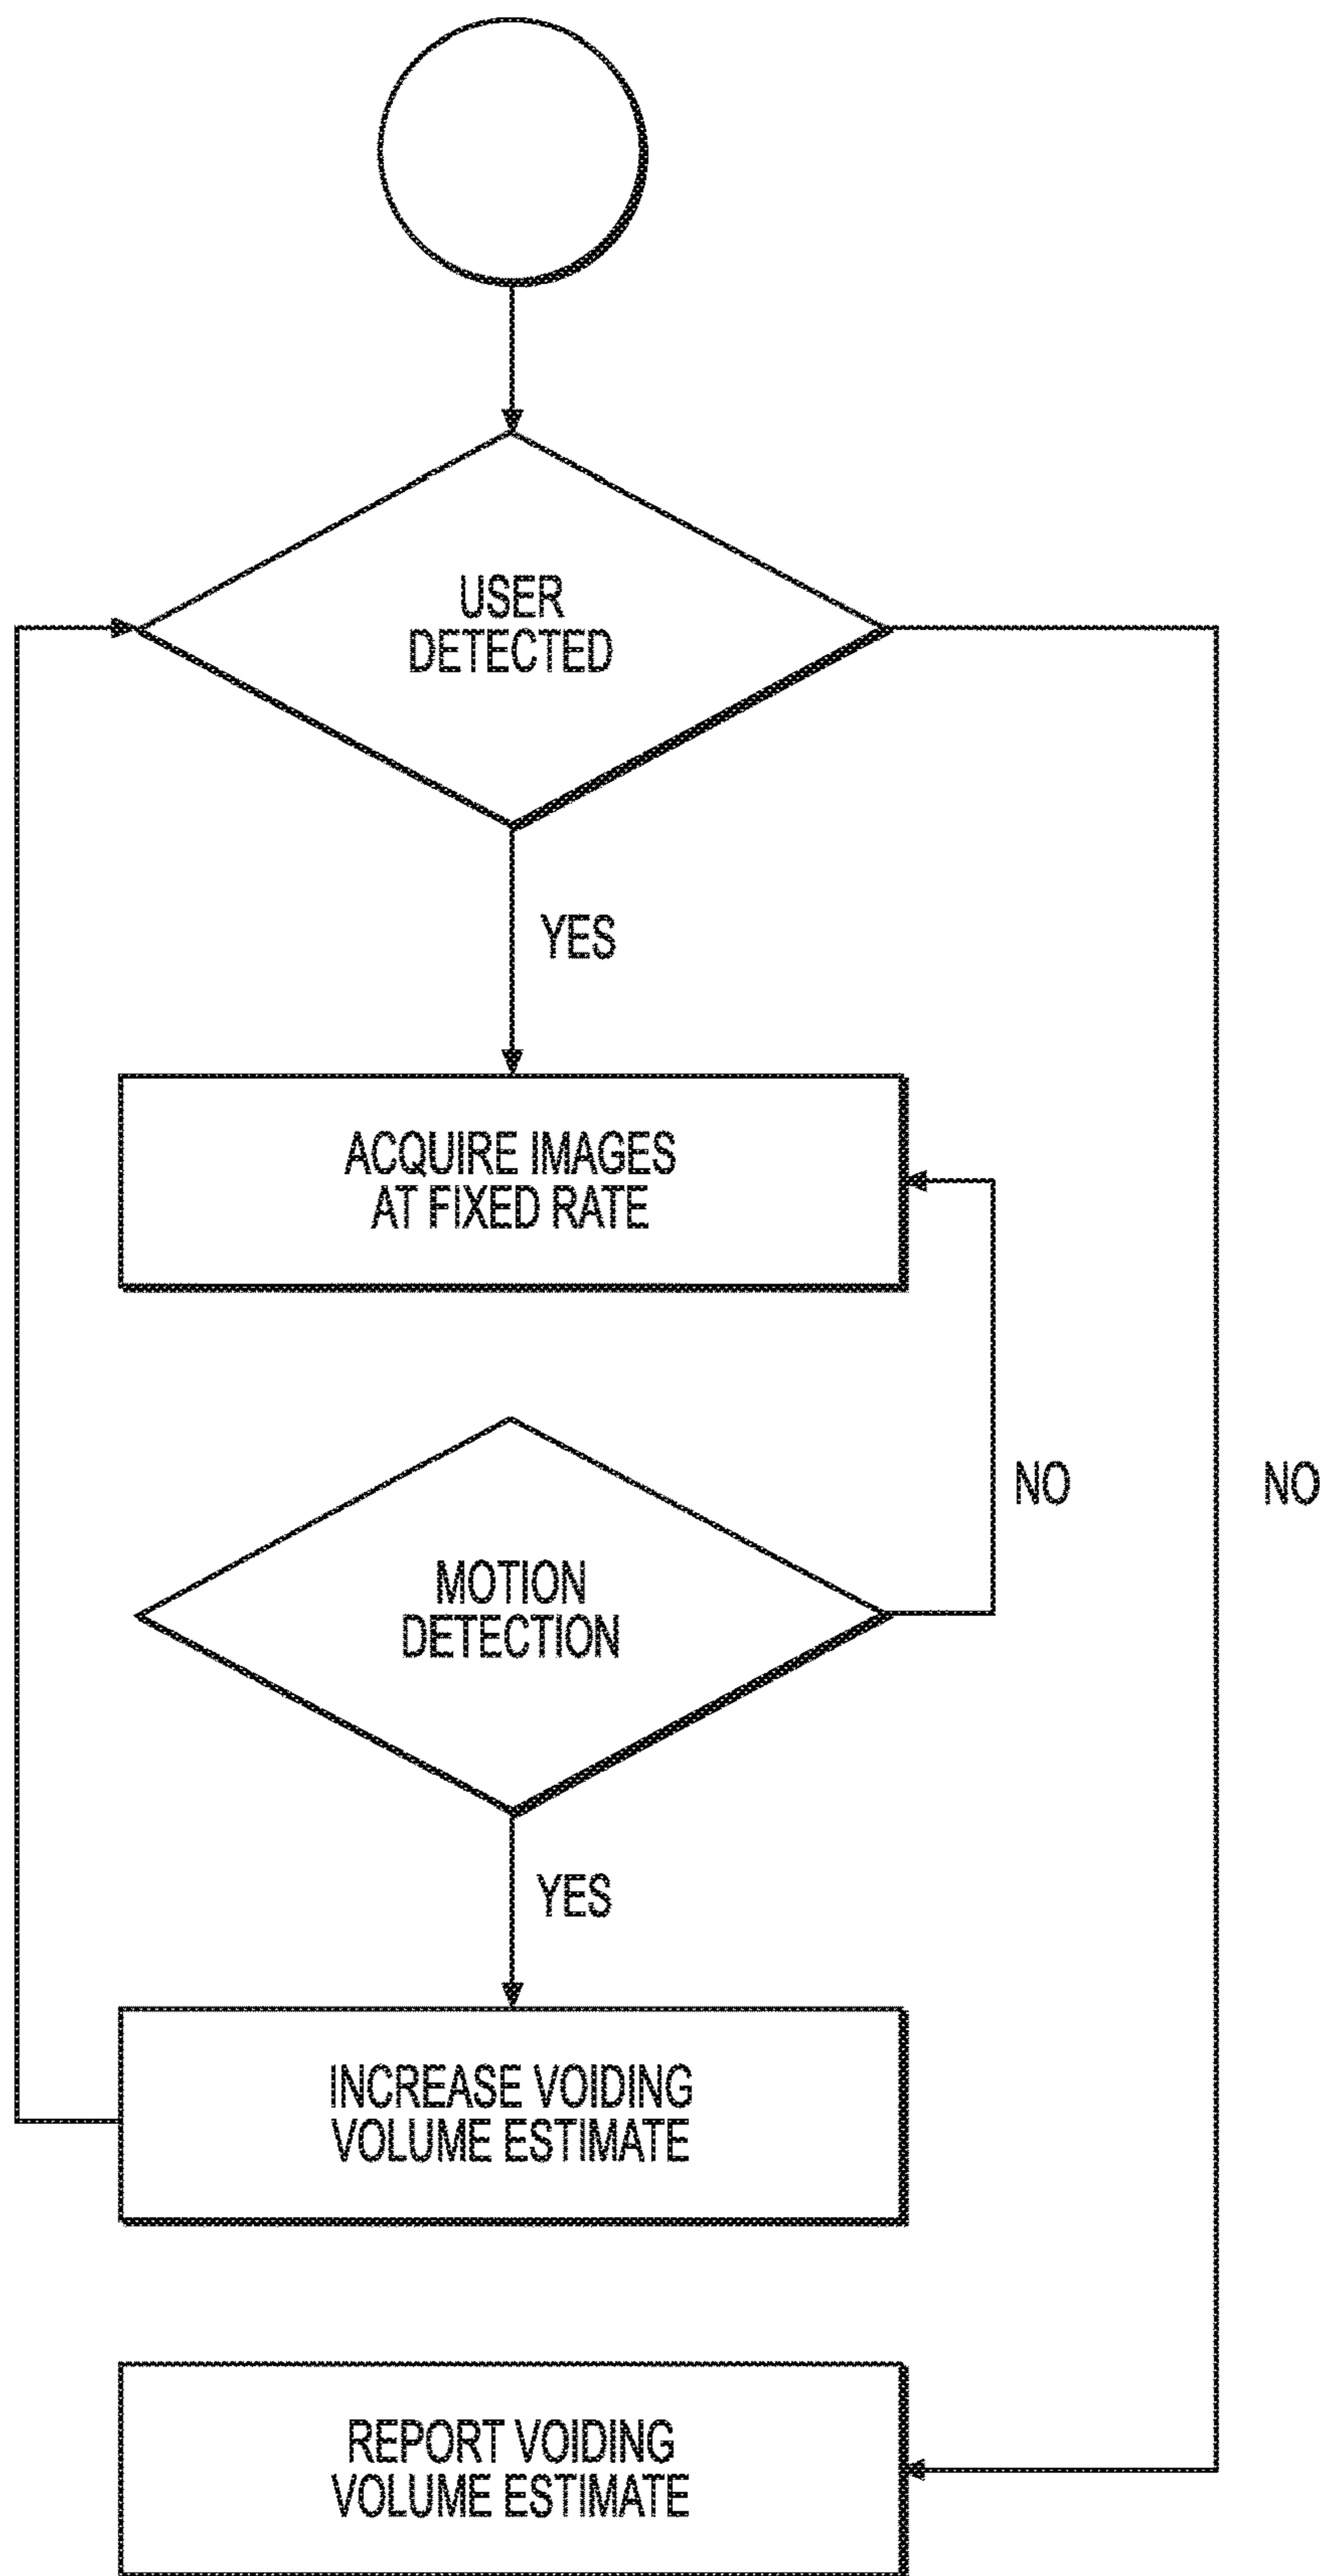 USER
DETECTED
YES
ACQUIRE IMAGES
AT FIXED RATE
NO
NO
MOTION
DETECTION
YES
INCREASE VOIDING
VOLUME ESTIMATE
REPORT VOIDING
VOLUME ESTIMATE